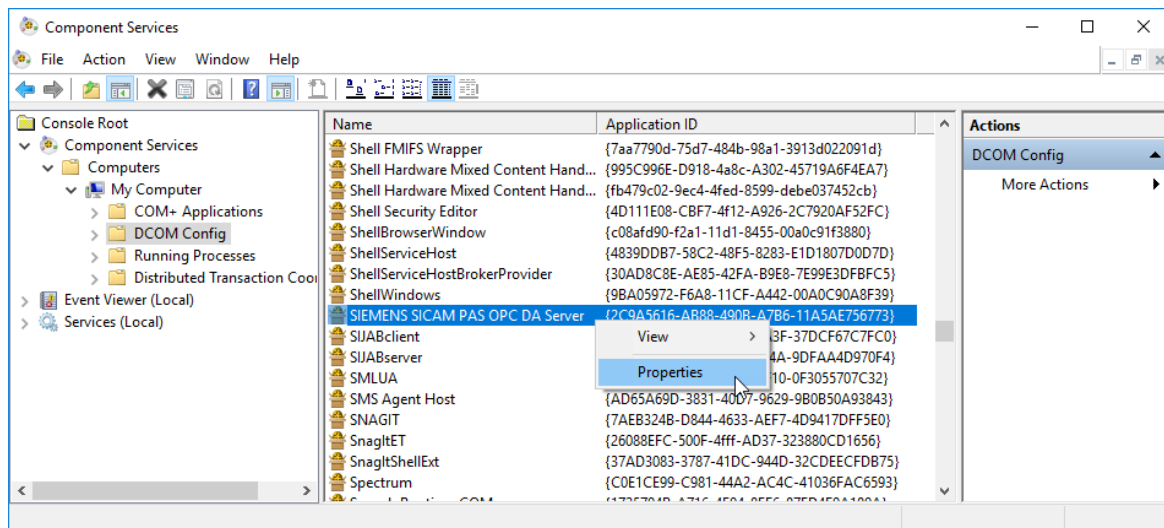 Component Services
File Action View Window Help
Console Root
Component Services
Computers
My Computer
COM+ Applications
DCOM Config
Running Processes
Distributed Transaction Coor
Event Viewer (Local)
Services (Local)
Name Application ID
Shell FMIFS Wrapper {7aa7790d-75d7-484b-98a1-3913d022091d}
Shell Hardware Mixed Content Hand... {995C996E-D918-4a8c-A302-45719A6F4EA7}
Shell Hardware Mixed Content Hand... {fb479c02-9ec4-4fed-8599-debe037452cb}
Shell Security Editor {4D111E08-CBF7-4f12-A926-2C7920AF52FC}
ShellBrowserWindow {c08afd90-f2a1-11d1-8455-00a0c91f3880}
ShellServiceHost {4839DDB7-58C2-48F5-8283-E1D1807D0D7D}
ShellServiceHostBrokerProvider {30AD8C8E-AE85-42FA-B9E8-7E99E3DFBFC5}
ShellWindows {9BA05972-F6A8-11CF-A442-00A0C90A8F39}
SIEMENS SICAM PAS OPC DA Server {2C9A5616-AB88-490B-A7B6-11A5AE756773}
SIJABclient 3F-37DCF67C7FC0}
SIJABserver 4A-9DFAA4D970F4}
SMLUA 10-0F3055707C32}
SMS Agent Host {AD65A69D-3831-40D7-9629-9B0B50A93843}
SNAGIT {7AEB324B-D844-4633-AEF7-4D9417DFF5E0}
SnagItET {26088EFC-500F-4fff-AD37-323880CD1656}
SnagItShellExt {37AD3083-3787-41DC-944D-32CDEECFDB75}
Spectrum {C0E1CE99-C981-44A2-AC4C-41036FAC6593}
View
Properties
Actions
DCOM Config
More Actions